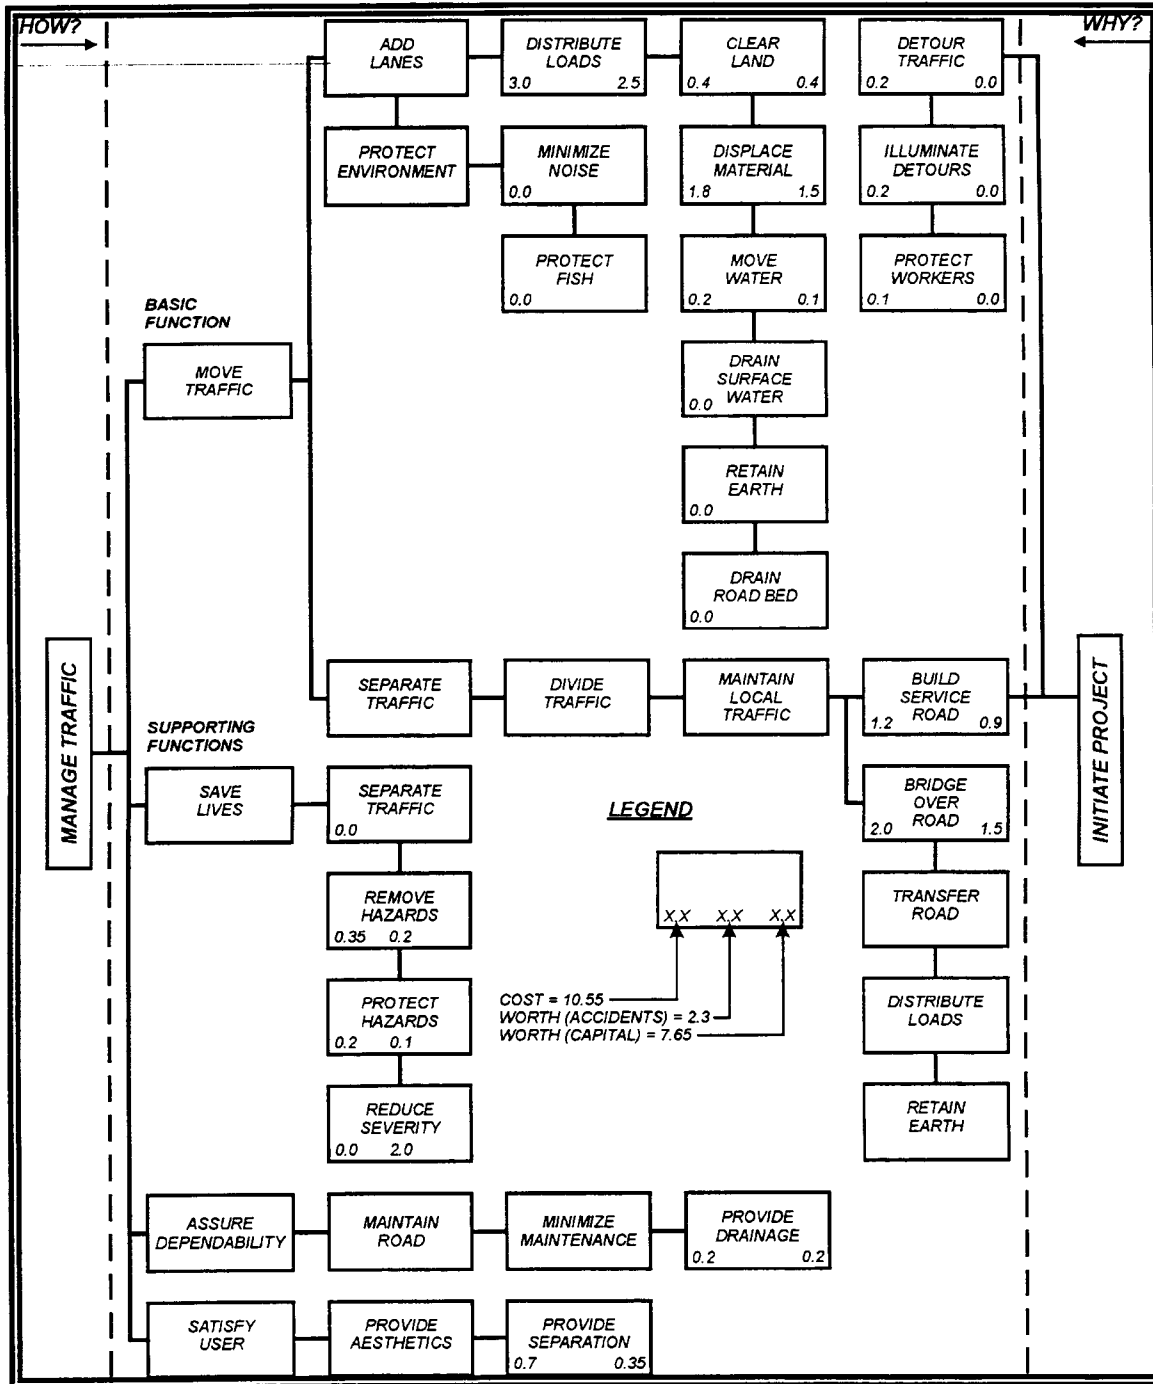 HOW?
WHY?
ADD
LANES
DISTRIBUTE
LOADS
3.0 2.5
CLEAR
LAND
0.4 0.4
DETOUR
TRAFFIC
0.2 0.0
PROTECT
ENVIRONMENT
MINIMIZE
NOISE
0.0
DISPLACE
MATERIAL
1.8 1.5
ILLUMINATE
DETOURS
0.2 0.0
PROTECT
FISH
0.0
MOVE
WATER
0.2 0.1
PROTECT
WORKERS
0.1 0.0
BASIC
FUNCTION
MOVE
TRAFFIC
DRAIN
SURFACE
WATER
0.0
RETAIN
EARTH
0.0
DRAIN
ROAD BED
0.0
MANAGE TRAFFIC
SEPARATE
TRAFFIC
DIVIDE
TRAFFIC
MAINTAIN
LOCAL
TRAFFIC
BUILD
SERVICE
ROAD
1.2 0.9
INITIATE PROJECT
SUPPORTING
FUNCTIONS
SAVE
LIVES
SEPARATE
TRAFFIC
0.0
LEGEND
BRIDGE
OVER
ROAD
2.0 1.5
REMOVE
HAZARDS
0.35 0.2
X.X X.X X.X
TRANSFER
ROAD
PROTECT
HAZARDS
0.2 0.1
COST = 10.55
WORTH (ACCIDENTS) = 2.3
WORTH (CAPITAL) = 7.65
DISTRIBUTE
LOADS
REDUCE
SEVERITY
0.0 2.0
RETAIN
EARTH
ASSURE
DEPENDABILITY
MAINTAIN
ROAD
MINIMIZE
MAINTENANCE
PROVIDE
DRAINAGE
0.2 0.2
SATISFY
USER
PROVIDE
AESTHETICS
PROVIDE
SEPARATION
0.7 0.35